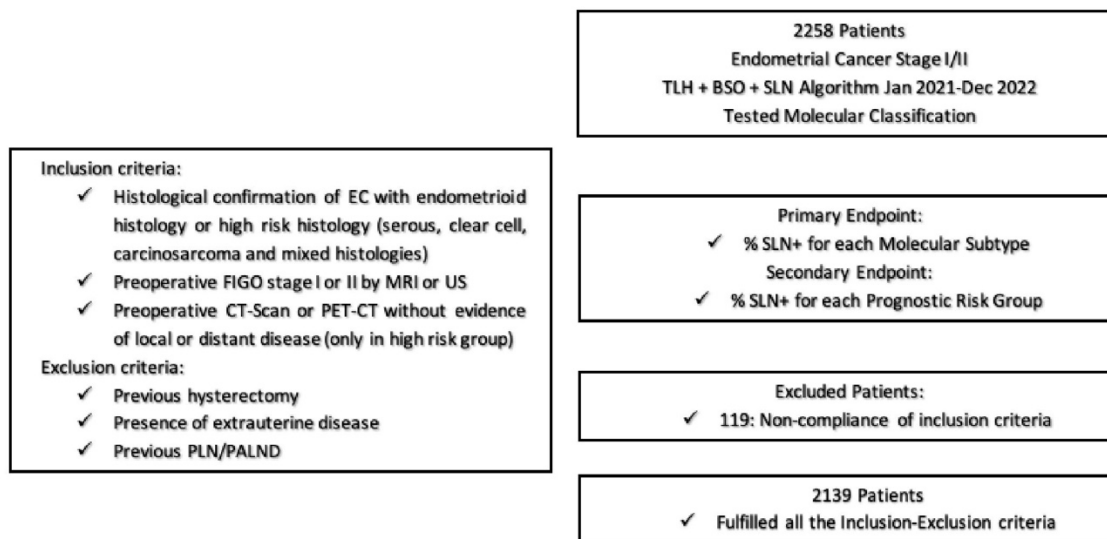 2258 Patients
Endometrial Cancer Stage I/II
TLH + BSO + SLN Algorithm Jan 2021-Dec 2022
Tested Molecular Classification
Inclusion criteria:
✓ Histological confirmation of EC with endometrioid
histology or high risk histology (serous, clear cell,
carcinosarcoma and mixed histologies)
✓ Preoperative FIGO stage I or II by MRI or US
✓ Preoperative CT-Scan or PET-CT without evidence
of local or distant disease (only in high risk group)
Exclusion criteria:
✓ Previous hysterectomy
✓ Presence of extrauterine disease
✓ Previous PLN/PALND
Primary Endpoint:
✓ % SLN+ for each Molecular Subtype
Secondary Endpoint:
✓ % SLN+ for each Prognostic Risk Group
Excluded Patients:
✓ 119: Non-compliance of inclusion criteria
2139 Patients
✓ Fulfilled all the Inclusion-Exclusion criteria